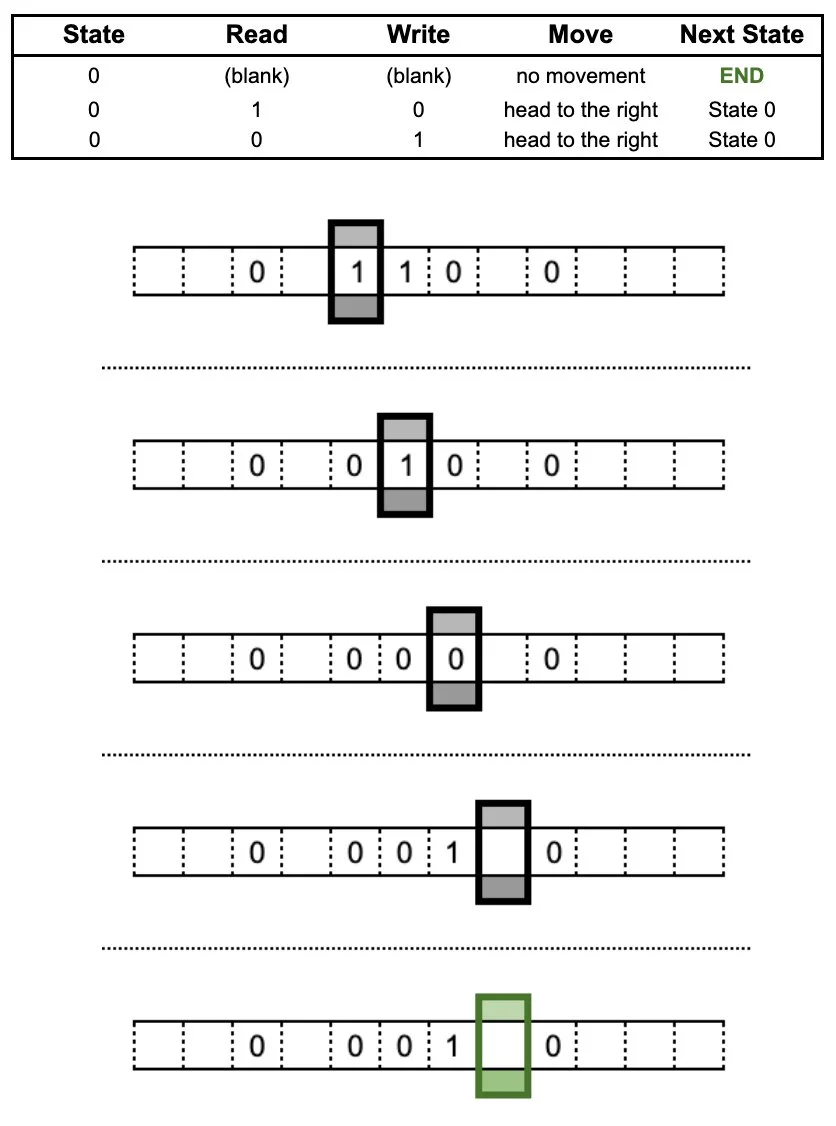 State Read Write Move Next State
0 (blank) (blank) no movement END
0 1 0 head to the right State 0
0 0 1 head to the right State 0
0 1 1 0 0
0 0 1 0 0
0 0 0 0 0
0 0 0 1 0
0 0 0 1 0